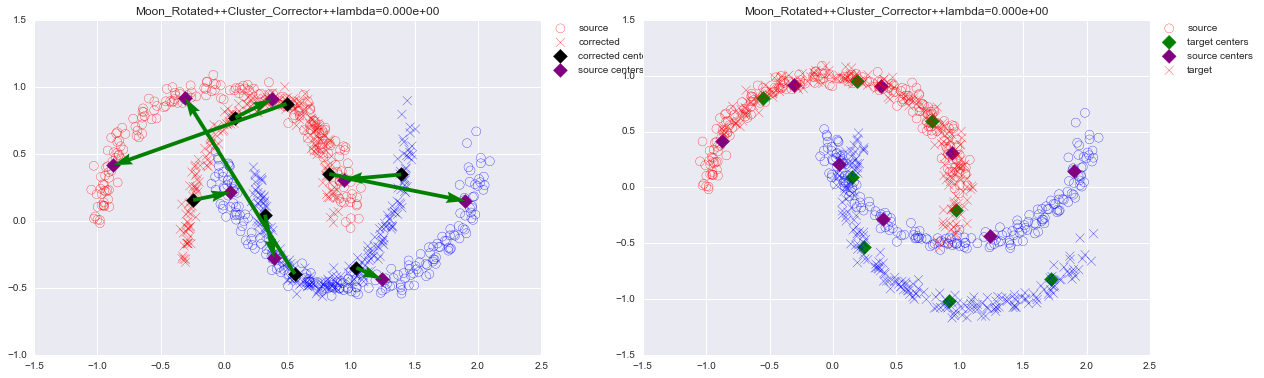 Moon_Rotated++Cluster_Corrector++lambda=0.000e+00
1.5
1.0
0.5
0.0
−0.5
−1.0
−1.5 −1.0 −0.5 0.0 0.5 1.0 1.5 2.0 2.5
source
corrected
corrected cente
source centers
Moon_Rotated++Cluster_Corrector++lambda=0.000e+00
1.5
1.0
0.5
0.0
−0.5
−1.0
−1.5
−1.5 −1.0 −0.5 0.0 0.5 1.0 1.5 2.0 2.5
source
target centers
source centers
target